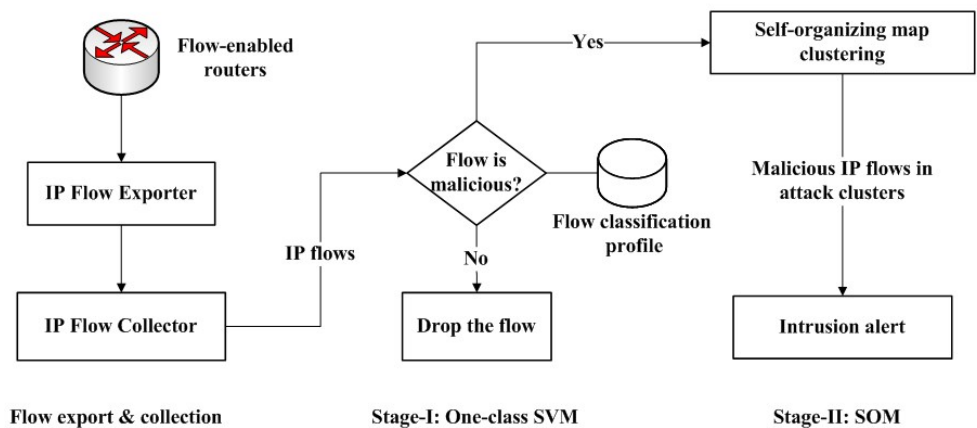 Flow-enabled
routers
IP Flow Exporter
IP Flow Collector
IP flows
Flow is
malicious?
Yes
No
Drop the flow
Flow classification
profile
Self-organizing map
clustering
Malicious IP flows in
attack clusters
Intrusion alert
Flow export & collection
Stage-I: One-class SVM
Stage-II: SOM